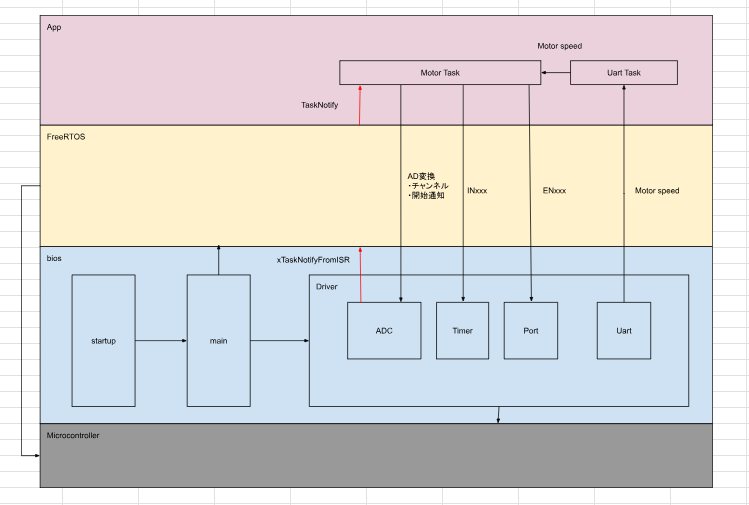 App
Motor speed
Motor Task
Uart Task
TaskNotify
FreeRTOS
AD変換
・チャンネル
・開始通知
INxxx
ENxxx
Motor speed
bios
xTaskNotifyFromISR
Driver
startup
main
ADC
Timer
Port
Uart
Microcontroller